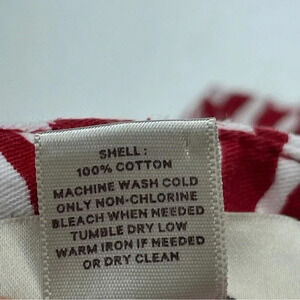 SHELL:
100% COTTON
MACHINE WASH COLD
ONLY NON-CHLORINE
BLEACH WHEN NEEDED
TUMBLE DRY LOW
WARM IRON IF NEEDED
OR DRY CLEAN